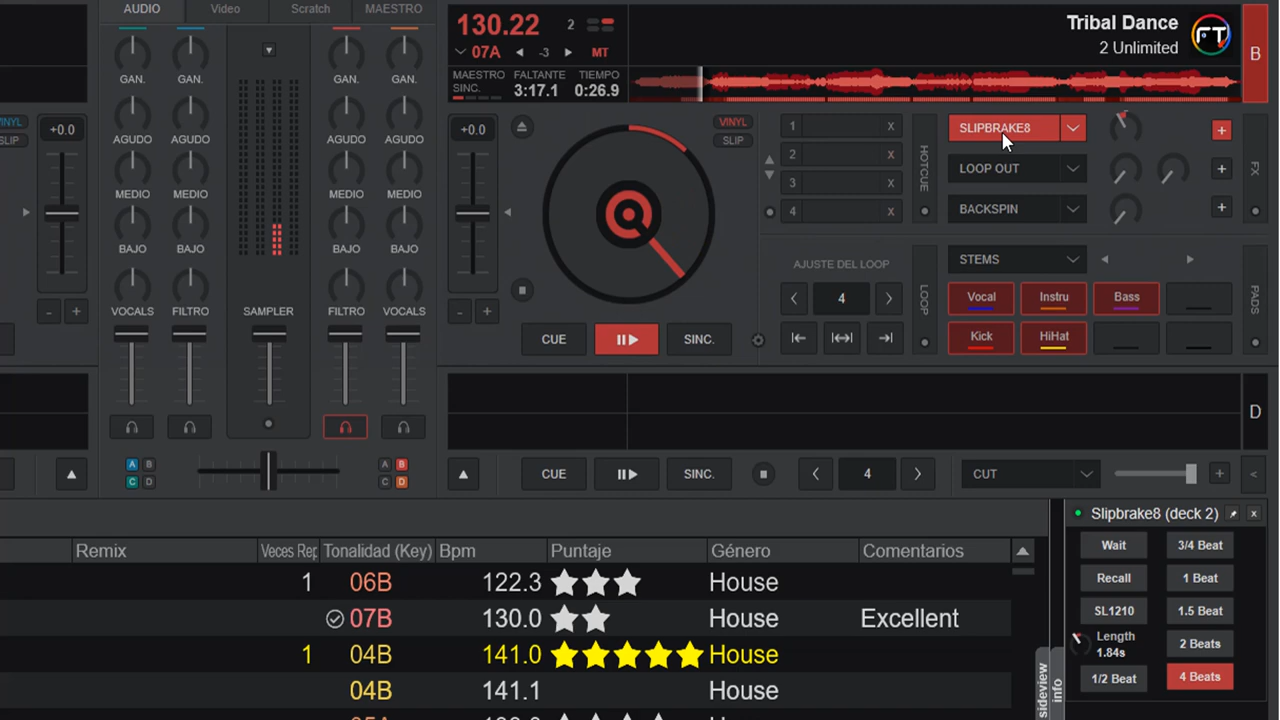 AUDIO Video Scratch MAESTRO
GAN. GAN. GAN. GAN.
AGUDO AGUDO AGUDO AGUDO
MEDIO MEDIO MEDIO MEDIO
BAJO BAJO BAJO BAJO
VOCALS FILTRO SAMPLER FILTRO VOCALS
A B
C D
A B
C D
VINYL
SLIP
+0.0
- +
130.22 2
07A -3 MT
MAESTRO SINC.
FALTANTE 3:17.1
TIEMPO 0:26.9
Tribal Dance
2 Unlimited
FT
B
+0.0
- +
VINYL
SLIP
CUE SINC.
1 x
2 x
3 x
4 x
HOTCUE
AJUSTE DEL LOOP
4
LOOP
SLIPBRAKE8 +
LOOP OUT +
BACKSPIN +
FX
STEMS
Vocal Instru Bass
Kick HiHat
PADS
D
CUE SINC. 4 CUT + <
Remix Veces Rep Tonalidad (Key) Bpm Puntaje Género Comentarios
1 06B 122.3 House
07B 130.0 House Excellent
1 04B 141.0 House
04B 141.1 House
sideview
info
Slipbrake8 (deck 2) x
Wait 3/4 Beat
Recall 1 Beat
SL1210 1.5 Beat
Length 1.84s 2 Beats
1/2 Beat 4 Beats